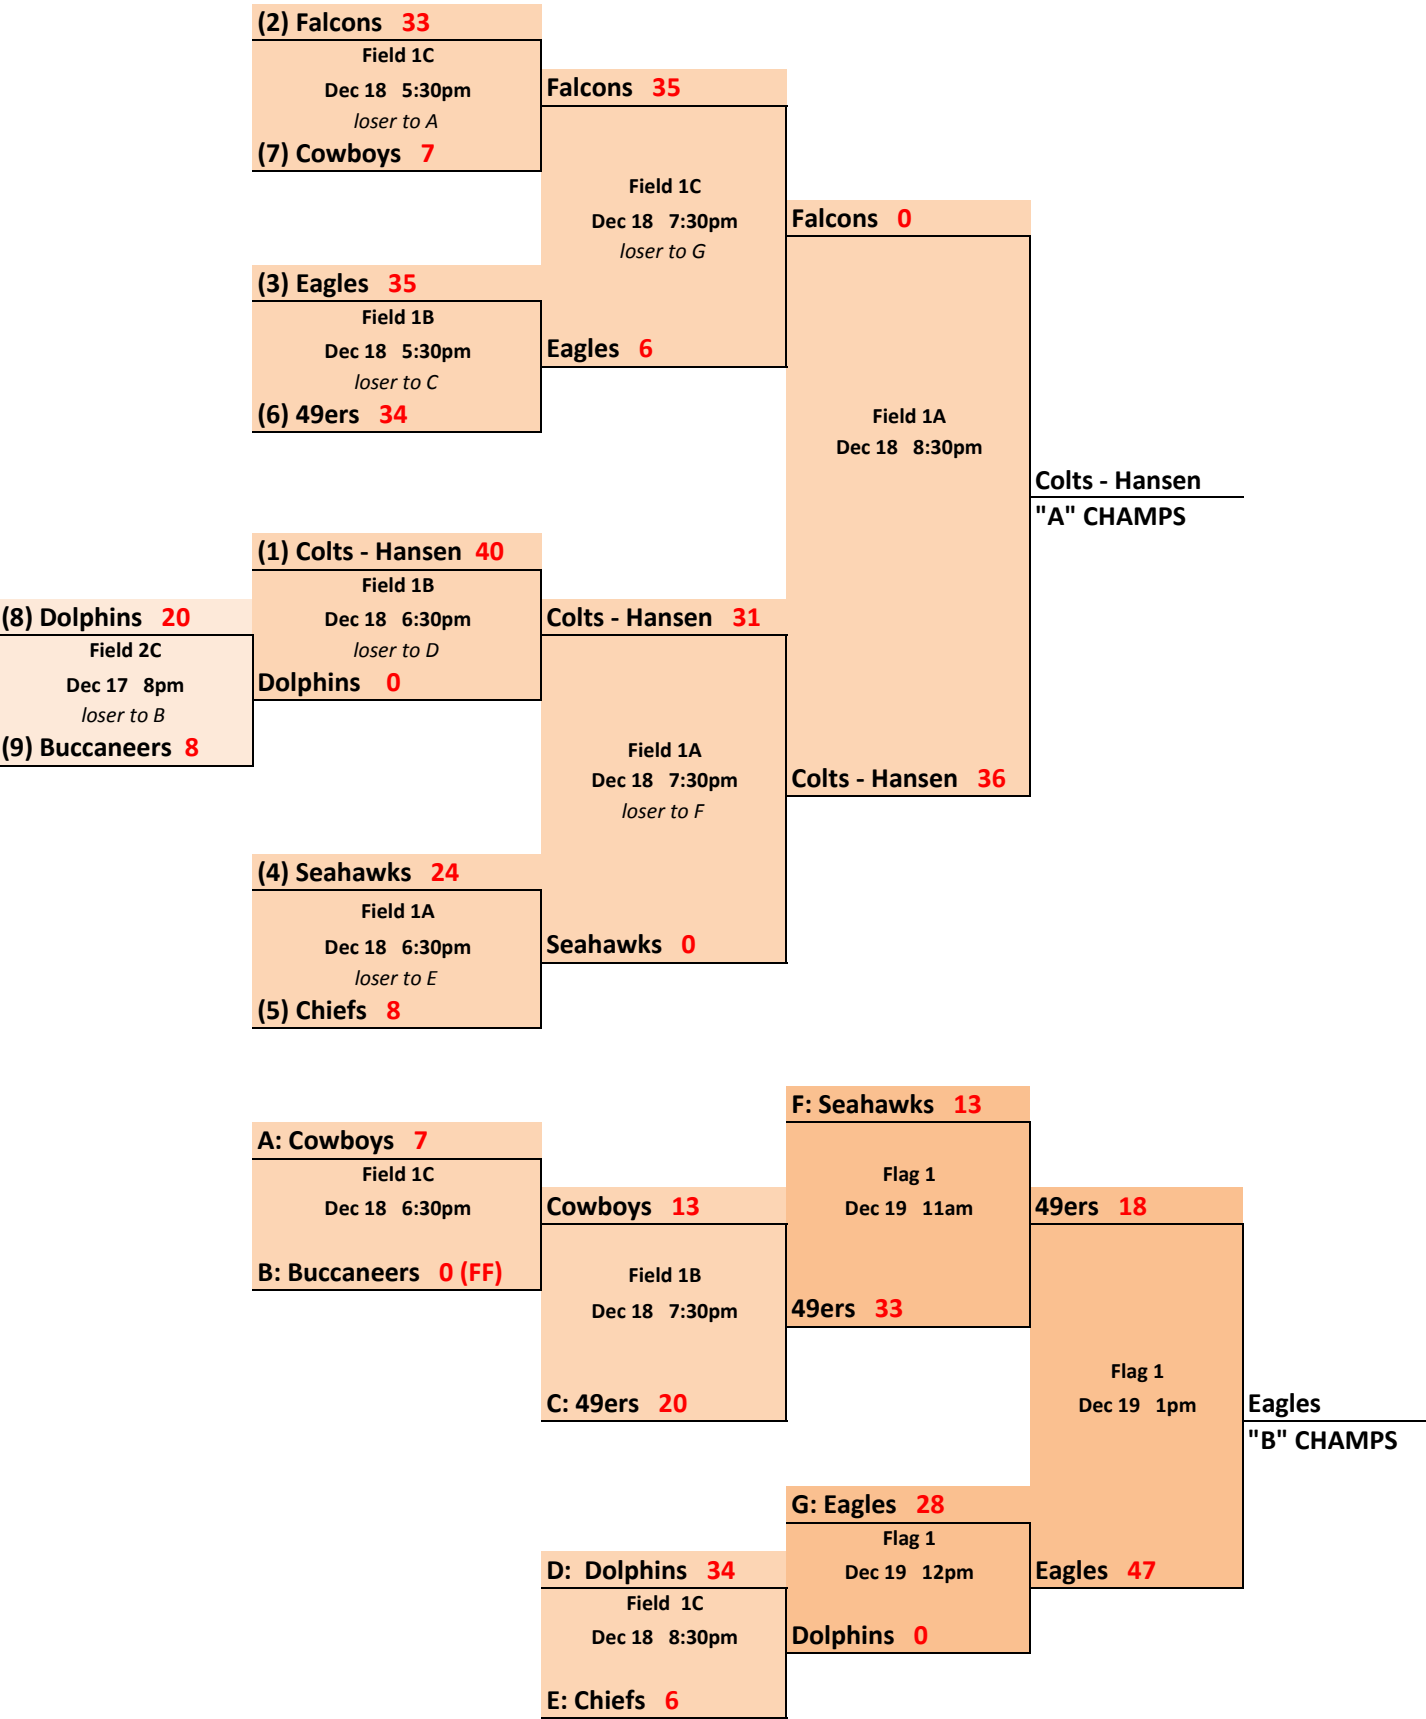 (2) Falcons 33
Field 1C
Dec 18 5:30pm
loser to A
(7) Cowboys 7
Falcons 35
Field 1C
Dec 18 7:30pm
loser to G
Eagles 6
(3) Eagles 35
Field 1B
Dec 18 5:30pm
loser to C
(6) 49ers 34
Falcons 0
Field 1A
Dec 18 8:30pm
Colts - Hansen 36
Colts - Hansen
"A" CHAMPS
(1) Colts - Hansen 40
Field 1B
Dec 18 6:30pm
loser to D
Dolphins 0
(8) Dolphins 20
Field 2C
Dec 17 8pm
loser to B
(9) Buccaneers 8
Colts - Hansen 31
Field 1A
Dec 18 7:30pm
loser to F
Seahawks 0
(4) Seahawks 24
Field 1A
Dec 18 6:30pm
loser to E
(5) Chiefs 8
A: Cowboys 7
Field 1C
Dec 18 6:30pm
B: Buccaneers 0 (FF)
Cowboys 13
Field 1B
Dec 18 7:30pm
C: 49ers 20
F: Seahawks 13
Flag 1
Dec 19 11am
49ers 33
49ers 18
Flag 1
Dec 19 1pm
Eagles 47
Eagles
"B" CHAMPS
G: Eagles 28
Flag 1
Dec 19 12pm
Dolphins 0
D: Dolphins 34
Field 1C
Dec 18 8:30pm
E: Chiefs 6